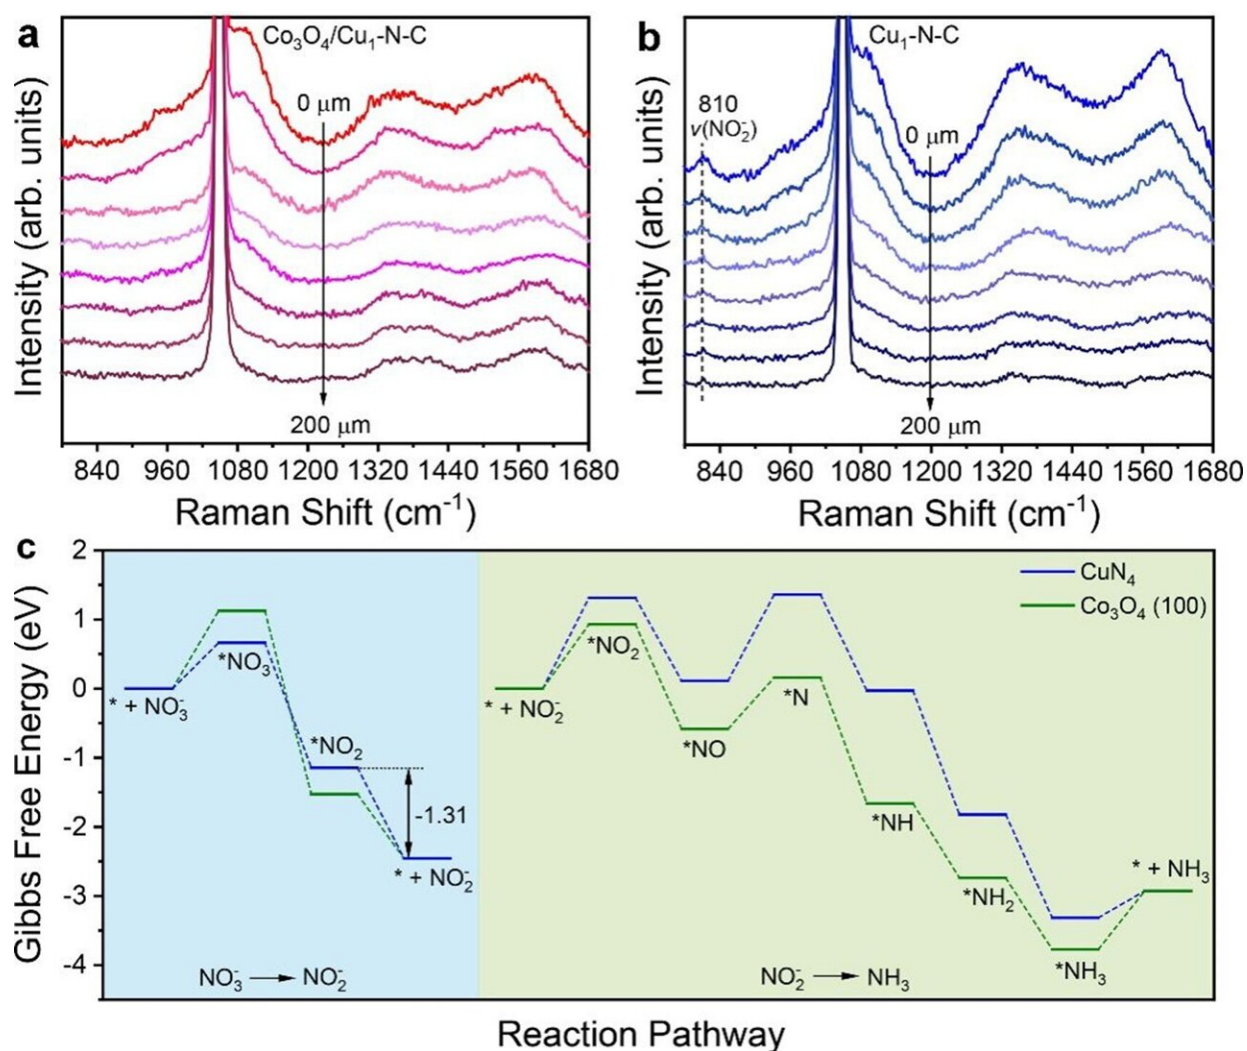 a
Co₃O₄/Cu₁-N-C
0 μm
200 μm
Intensity (arb. units)
840 960 1080 1200 1320 1440 1560 1680
Raman Shift (cm⁻¹)
b
Cu₁-N-C
810
ν(NO₂⁻)
0 μm
200 μm
Intensity (arb. units)
840 960 1080 1200 1320 1440 1560 1680
Raman Shift (cm⁻¹)
c
Gibbs Free Energy (eV)
2
1
0
-1
-2
-3
-4
* + NO₃⁻
*NO₃
*NO₂
-1.31
* + NO₂⁻
NO₃⁻ → NO₂⁻
CuN₄
Co₃O₄ (100)
* + NO₂⁻
*NO₂
*NO
*N
*NH
*NH₂
*NH₃
* + NH₃
NO₂⁻ → NH₃
Reaction Pathway